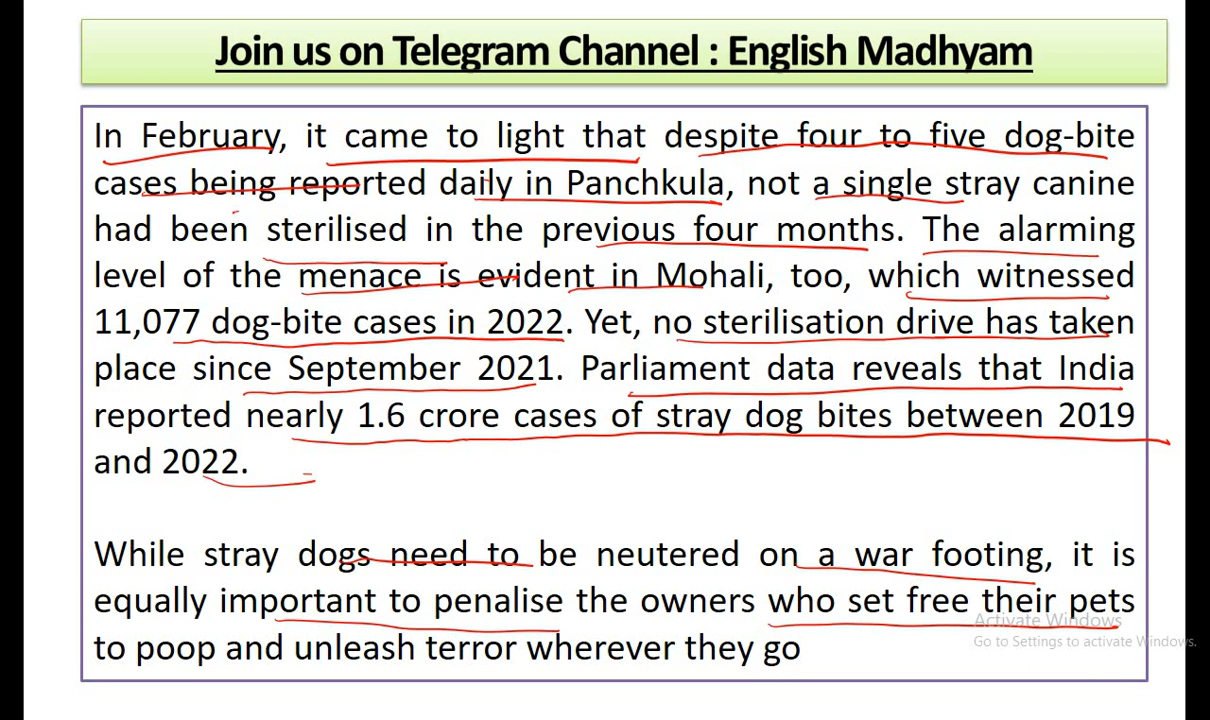 Join us on Telegram Channel : English Madhyam
In February, it came to light that despite four to five dog-bite
cases being reported daily in Panchkula, not a single stray canine
had been sterilised in the previous four months. The alarming
level of the menace is evident in Mohali, too, which witnessed
11,077 dog-bite cases in 2022. Yet, no sterilisation drive has taken
place since September 2021. Parliament data reveals that India
reported nearly 1.6 crore cases of stray dog bites between 2019
and 2022.
While stray dogs need to be neutered on a war footing, it is
equally important to penalise the owners who set free their pets
to poop and unleash terror wherever they go
Activate Windows
Go to Settings to activate Windows.